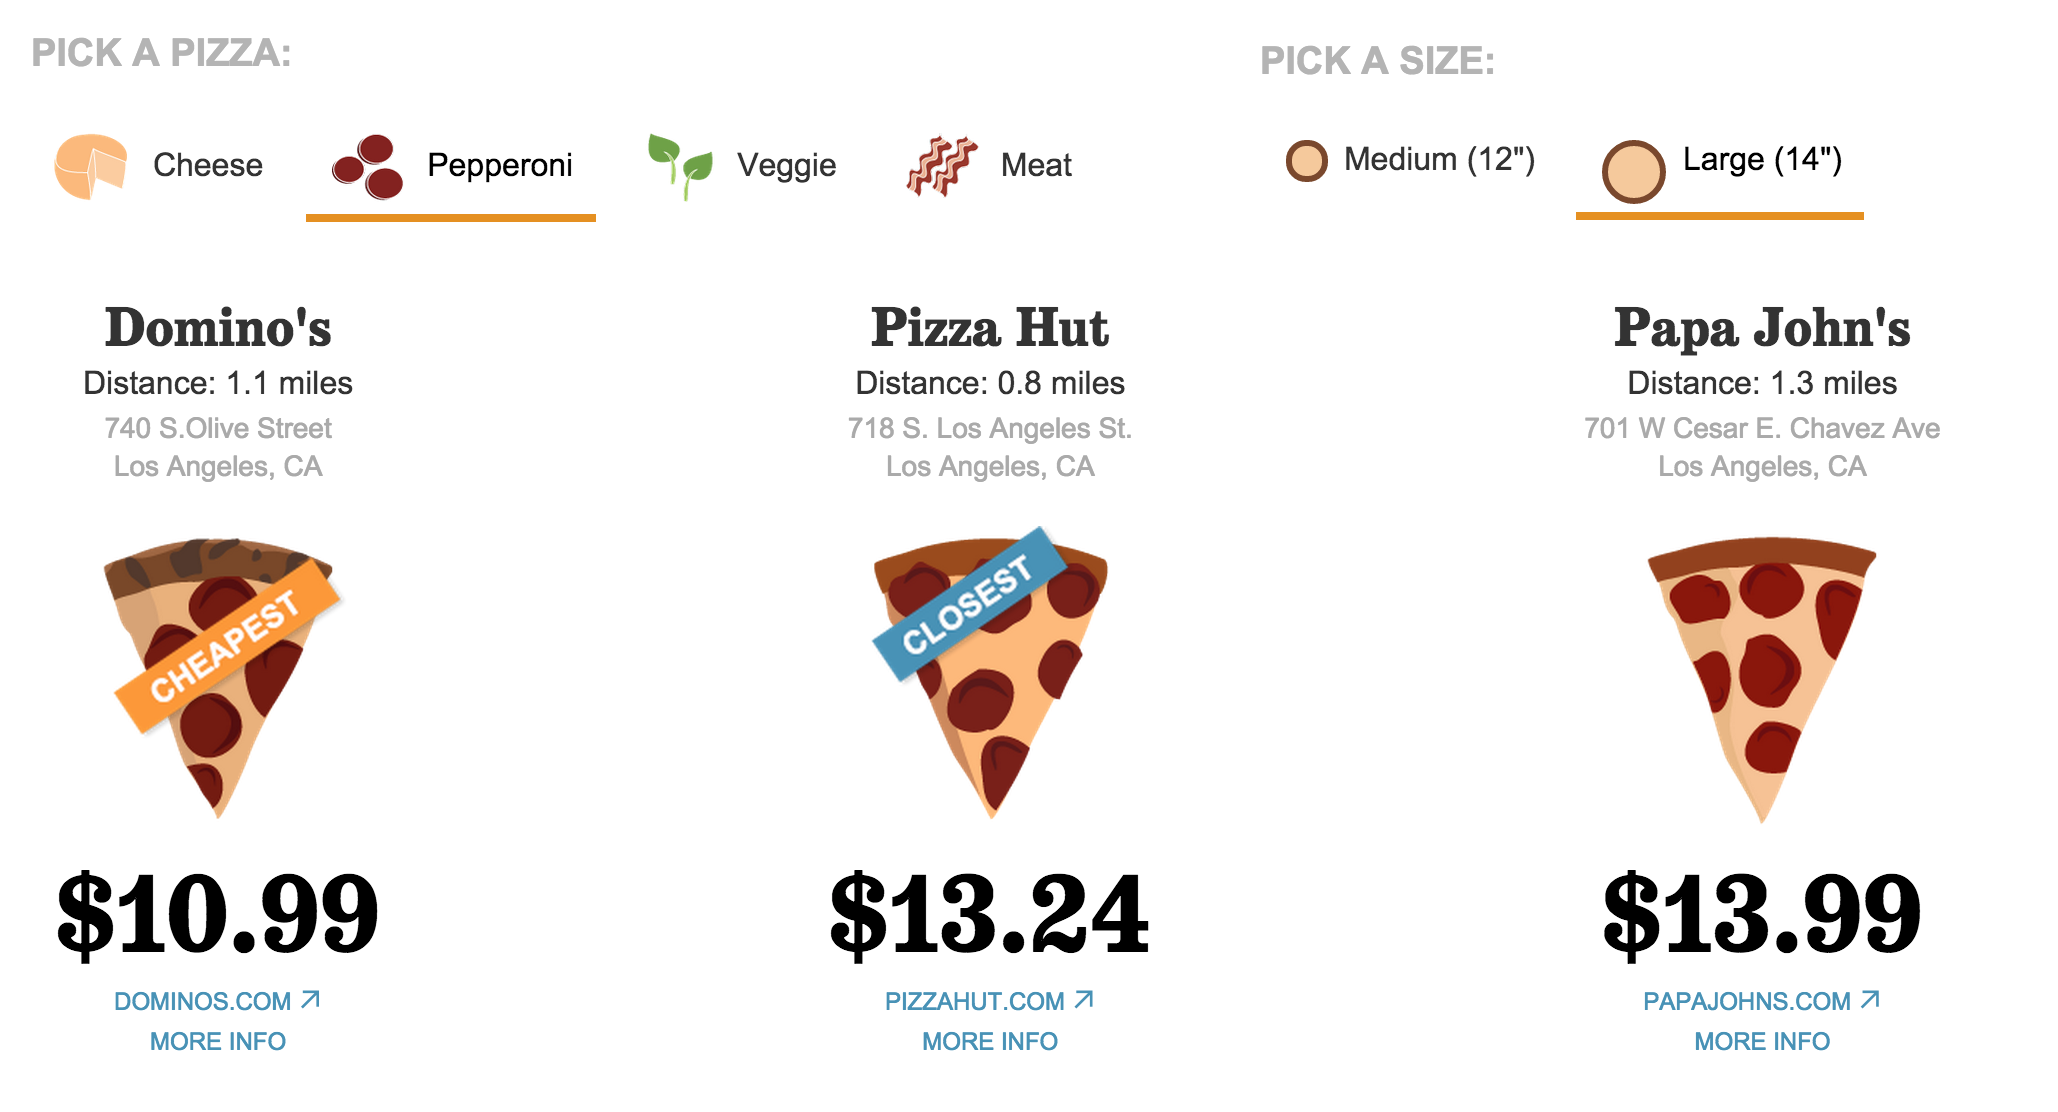 PICK A PIZZA:
PICK A SIZE:
Cheese
Pepperoni
Veggie
Meat
Medium (12")
Large (14")
Domino's
Distance: 1.1 miles
740 S.Olive Street
Los Angeles, CA
CHEAPEST
$10.99
DOMINOS.COM
MORE INFO
Pizza Hut
Distance: 0.8 miles
718 S. Los Angeles St.
Los Angeles, CA
CLOSEST
$13.24
PIZZAHUT.COM
MORE INFO
Papa John's
Distance: 1.3 miles
701 W Cesar E. Chavez Ave
Los Angeles, CA
$13.99
PAPAJOHNS.COM
MORE INFO